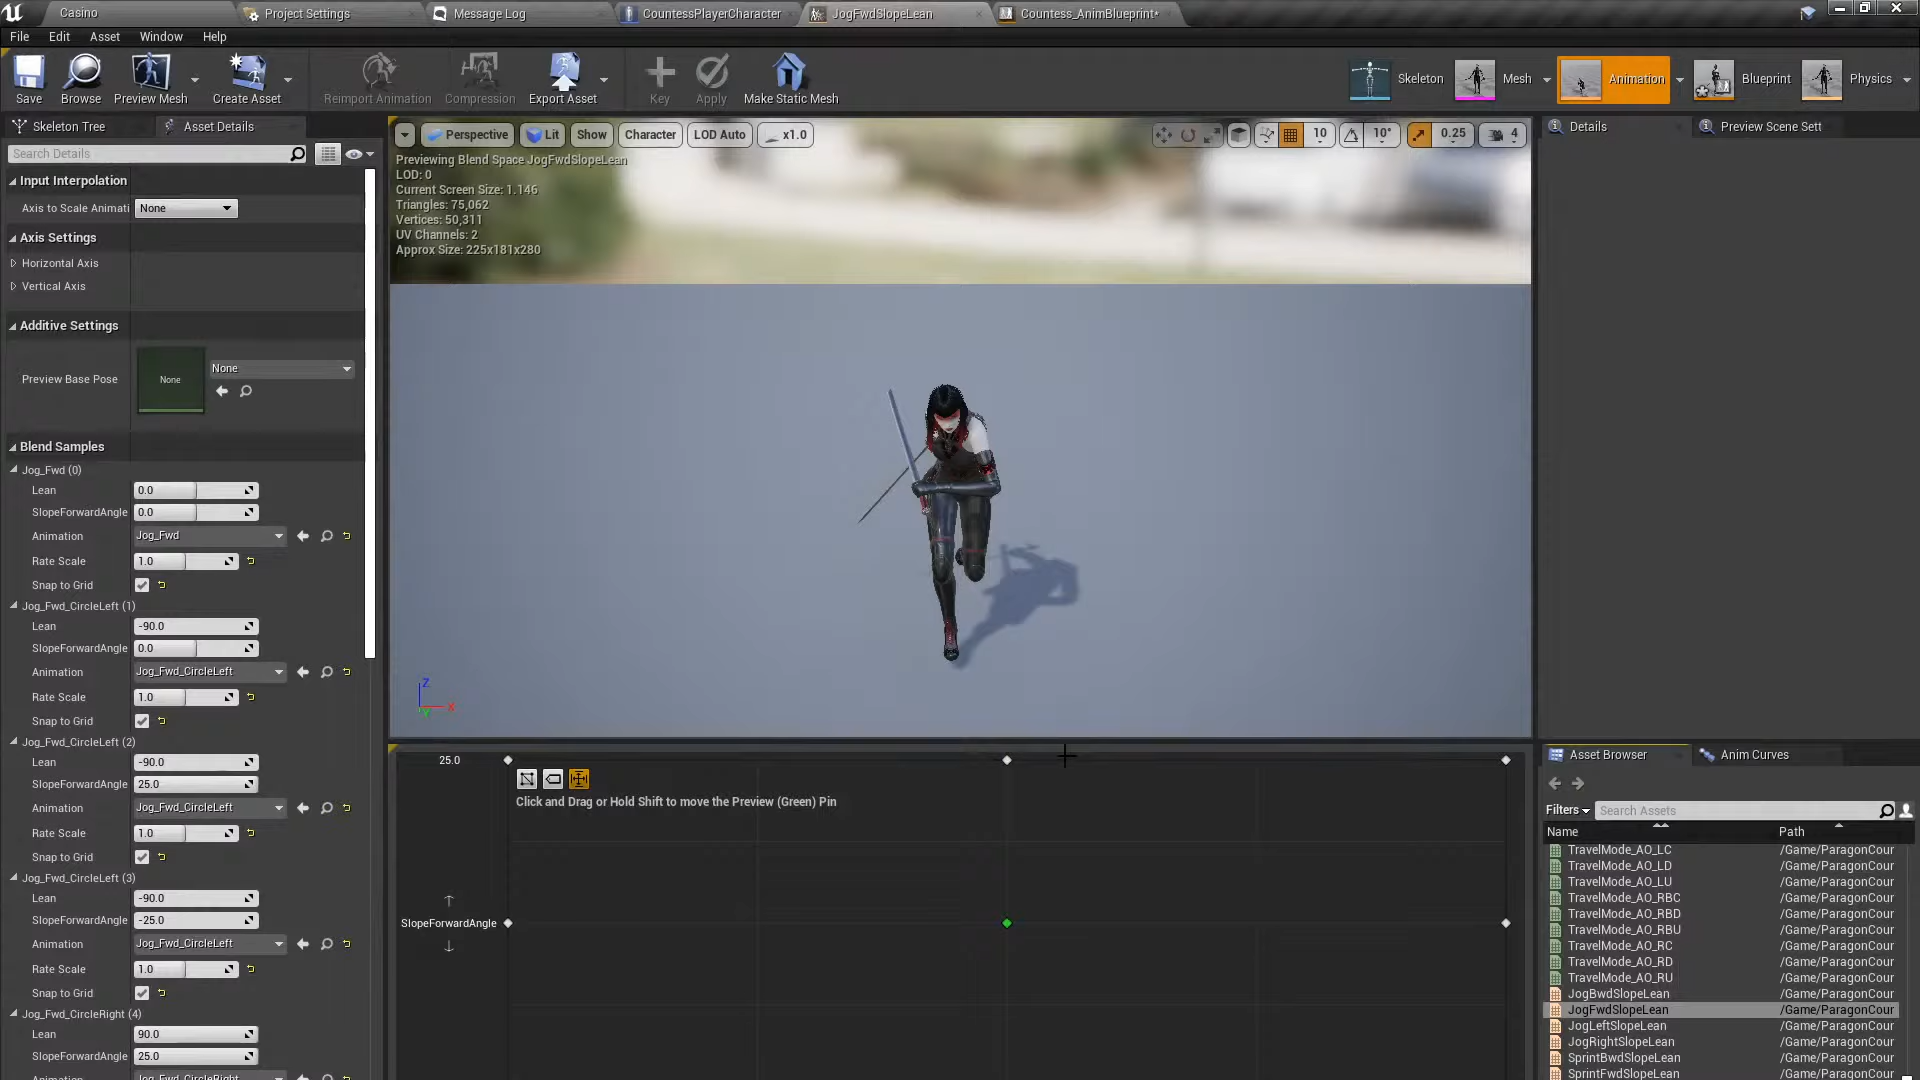 Casino
Project Settings
Message Log
CountessPlayerCharacter
JogFwdSlopeLean
Countess_AnimBlueprint*
File Edit Asset Window Help
Save
Browse
Preview Mesh
Create Asset
Reimport Animation
Compression
Export Asset
Key
Apply
Make Static Mesh
Skeleton
Mesh
Animation
Blueprint
Physics
Skeleton Tree
Asset Details
Search Details
Input Interpolation
Axis to Scale Animati
None
Axis Settings
Horizontal Axis
Vertical Axis
Additive Settings
Preview Base Pose
None
None
Blend Samples
Jog_Fwd (0)
Lean 0.0
SlopeForwardAngle 0.0
Animation Jog_Fwd
Rate Scale 1.0
Snap to Grid
Jog_Fwd_CircleLeft (1)
Lean -90.0
SlopeForwardAngle 0.0
Animation Jog_Fwd_CircleLeft
Rate Scale 1.0
Snap to Grid
Jog_Fwd_CircleLeft (2)
Lean -90.0
SlopeForwardAngle 25.0
Animation Jog_Fwd_CircleLeft
Rate Scale 1.0
Snap to Grid
Jog_Fwd_CircleLeft (3)
Lean -90.0
SlopeForwardAngle -25.0
Animation Jog_Fwd_CircleLeft
Rate Scale 1.0
Snap to Grid
Jog_Fwd_CircleRight (4)
Lean 90.0
SlopeForwardAngle 25.0
Animation Jog_Fwd_CircleRight
Perspective Lit Show Character LOD Auto x1.0
10 10° 0.25 4
Previewing Blend Space JogFwdSlopeLean
LOD: 0
Current Screen Size: 1.146
Triangles: 75,062
Vertices: 50,311
UV Channels: 2
Approx Size: 225x181x280
Z
X
Y
25.0
Click and Drag or Hold Shift to move the Preview (Green) Pin
SlopeForwardAngle
Details
Preview Scene Sett
Asset Browser
Anim Curves
Filters
Search Assets
Name Path
TravelMode_AO_LC /Game/ParagonCour
TravelMode_AO_LD /Game/ParagonCour
TravelMode_AO_LU /Game/ParagonCour
TravelMode_AO_RBC /Game/ParagonCour
TravelMode_AO_RBD /Game/ParagonCour
TravelMode_AO_RBU /Game/ParagonCour
TravelMode_AO_RC /Game/ParagonCour
TravelMode_AO_RD /Game/ParagonCour
TravelMode_AO_RU /Game/ParagonCour
JogBwdSlopeLean /Game/ParagonCour
JogFwdSlopeLean /Game/ParagonCour
JogLeftSlopeLean /Game/ParagonCour
JogRightSlopeLean /Game/ParagonCour
SprintBwdSlopeLean /Game/ParagonCour
SprintFwdSlopeLean /Game/ParagonCour